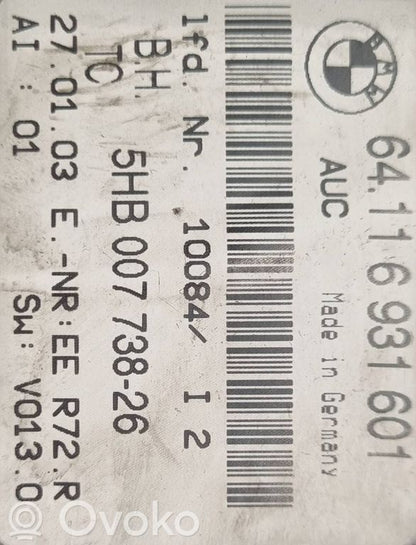 BMW
64.11 6 931 601
AUC
Made in Germany
lfd. Nr. 10084/ I 2
B.H. 5HB 007 738-26
TC
27.01.03 E.-NR:EE R72.R
AI : 01 Sw: V013.0
Ovoko